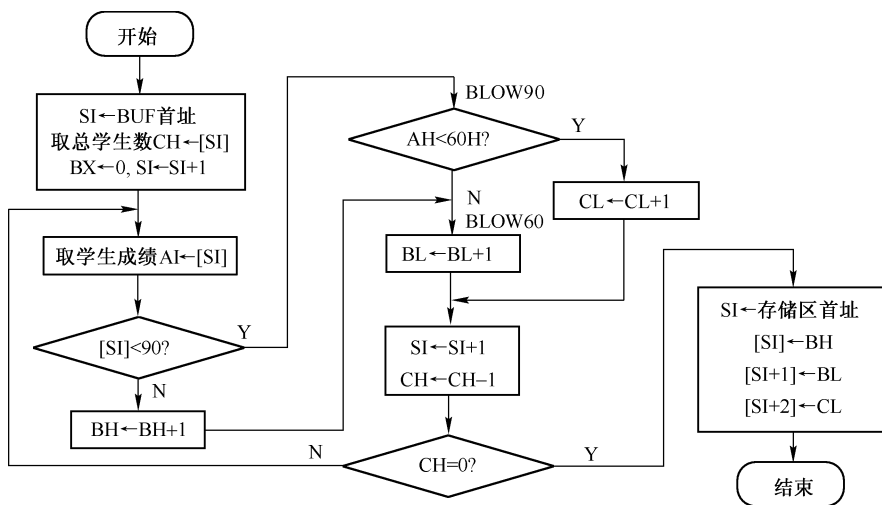 开始
SI←BUF首址
取总学生数CH←[SI]
BX←0, SI←SI+1
取学生成绩AI←[SI]
[SI]<90?
Y
N
BH←BH+1
BLOW90
AH<60H?
Y
N
CL←CL+1
BLOW60
BL←BL+1
SI←SI+1
CH←CH−1
CH=0?
N
Y
SI←存储区首址
[SI]←BH
[SI+1]←BL
[SI+2]←CL
结束